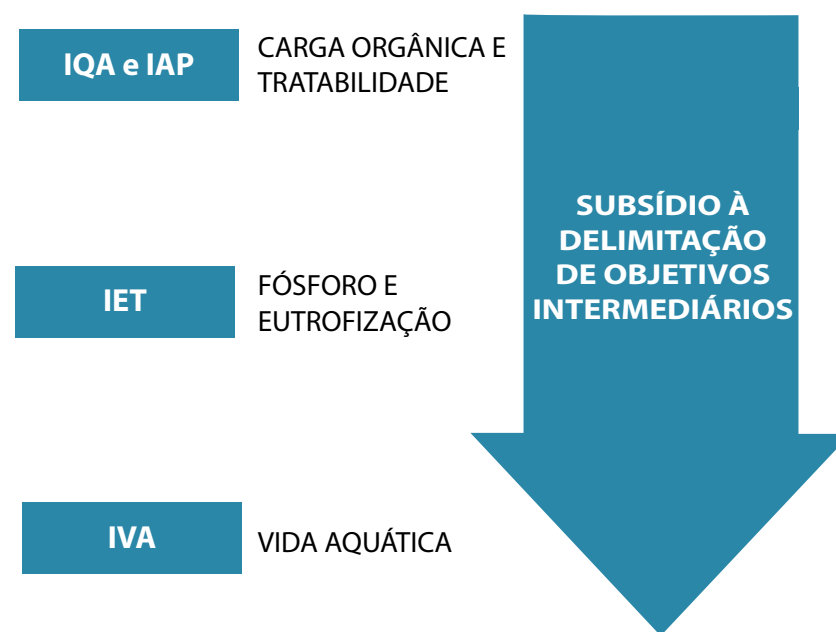 IQA e IAP
CARGA ORGÂNICA E
TRATABILIDADE
IET
FÓSFORO E
EUTROFIZAÇÃO
IVA
VIDA AQUÁTICA
SUBSÍDIO À
DELIMITAÇÃO
DE OBJETIVOS
INTERMEDIÁRIOS